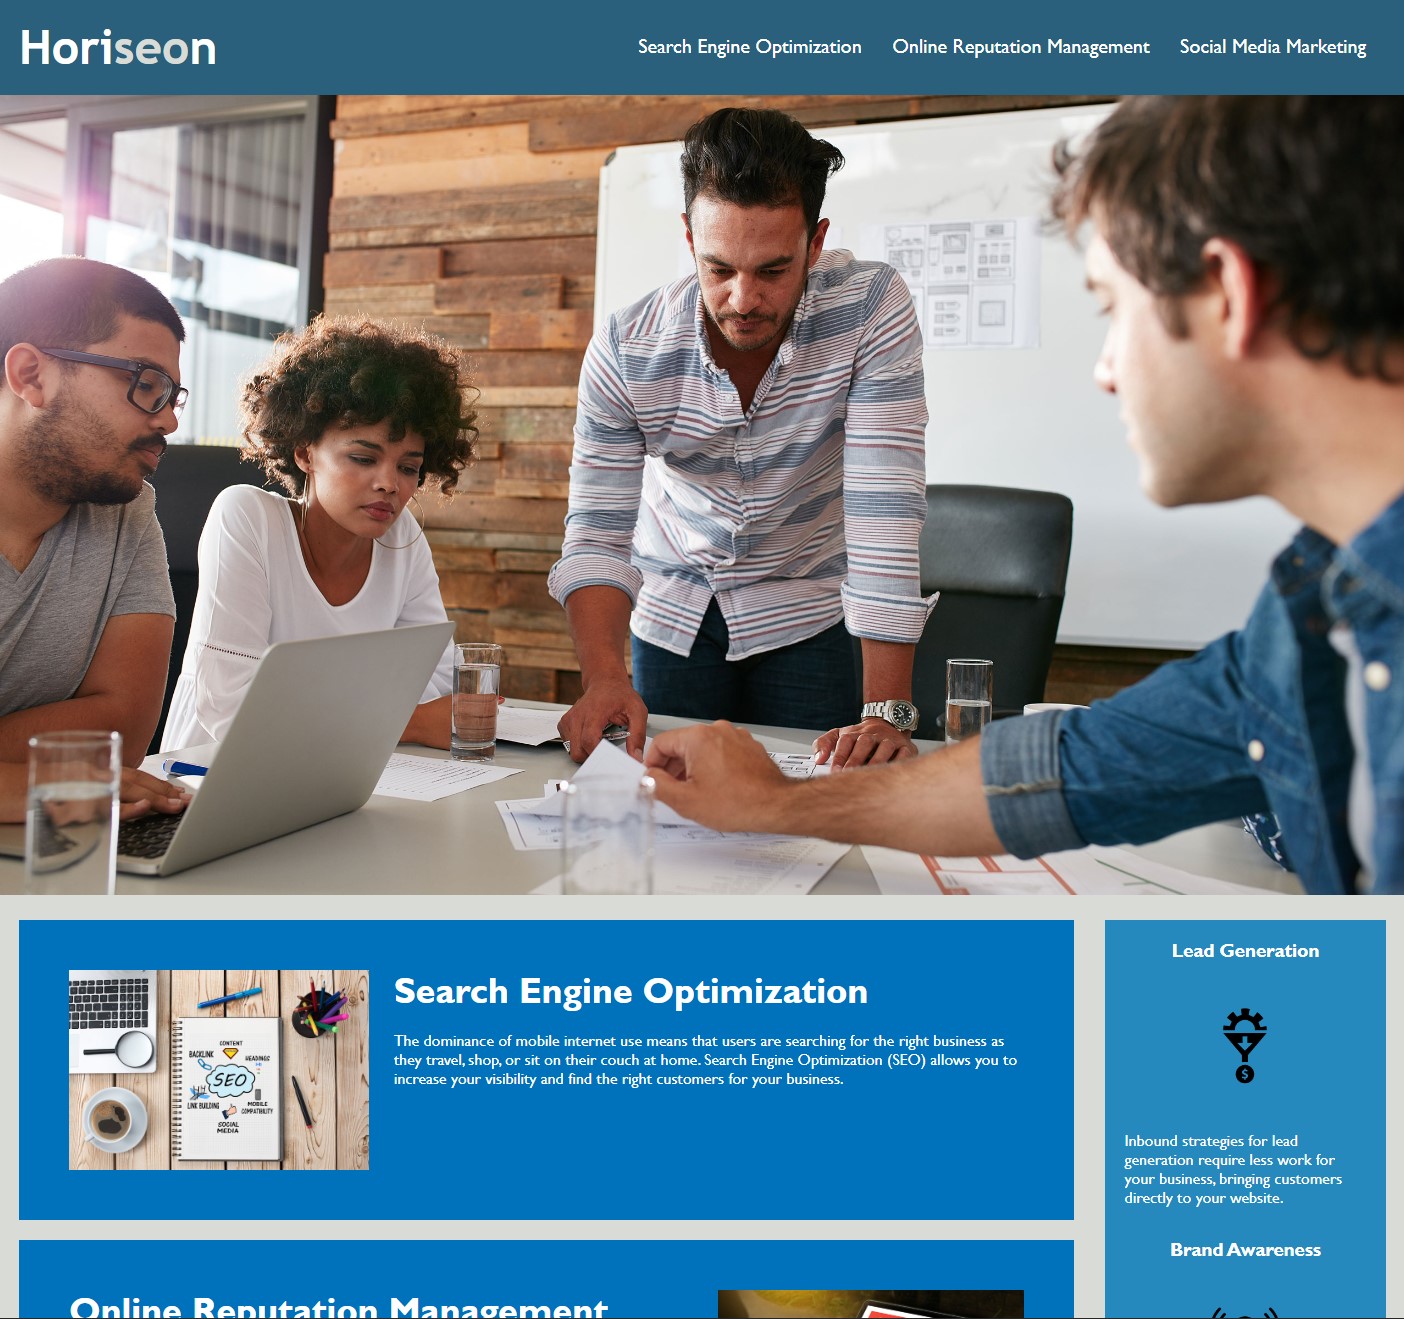 Horiseon
Search Engine Optimization
Online Reputation Management
Social Media Marketing
Search Engine Optimization
The dominance of mobile internet use means that users are searching for the right business as
they travel, shop, or sit on their couch at home. Search Engine Optimization (SEO) allows you to
increase your visibility and find the right customers for your business.
CONTENT
BACKLINK
HEADINGS
SEO
LINK BUILDING
MOBILE
COMPATIBILITY
SOCIAL
MEDIA
Lead Generation
$
Inbound strategies for lead
generation require less work for
your business, bringing customers
directly to your website.
Brand Awareness
Online Reputation Management